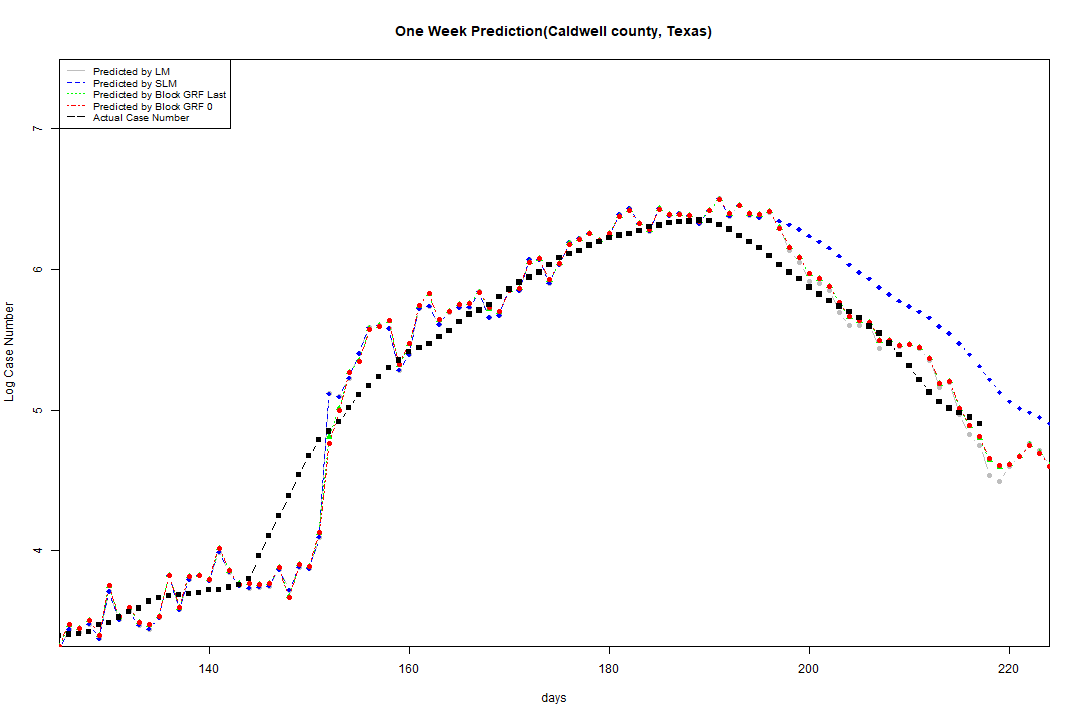 One Week Prediction(Caldwell county, Texas)
Predicted by LM
Predicted by SLM
Predicted by Block GRF Last
Predicted by Block GRF 0
Actual Case Number
7
6
5
4
Log Case Number
140 160 180 200 220
days